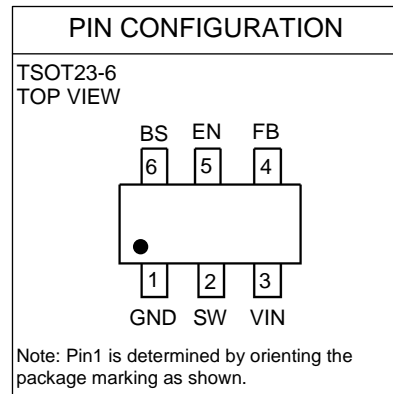 PIN CONFIGURATION
TSOT23-6
TOP VIEW
BS EN FB
6 5 4
1 2 3
GND SW VIN
Note: Pin1 is determined by orienting the
package marking as shown.